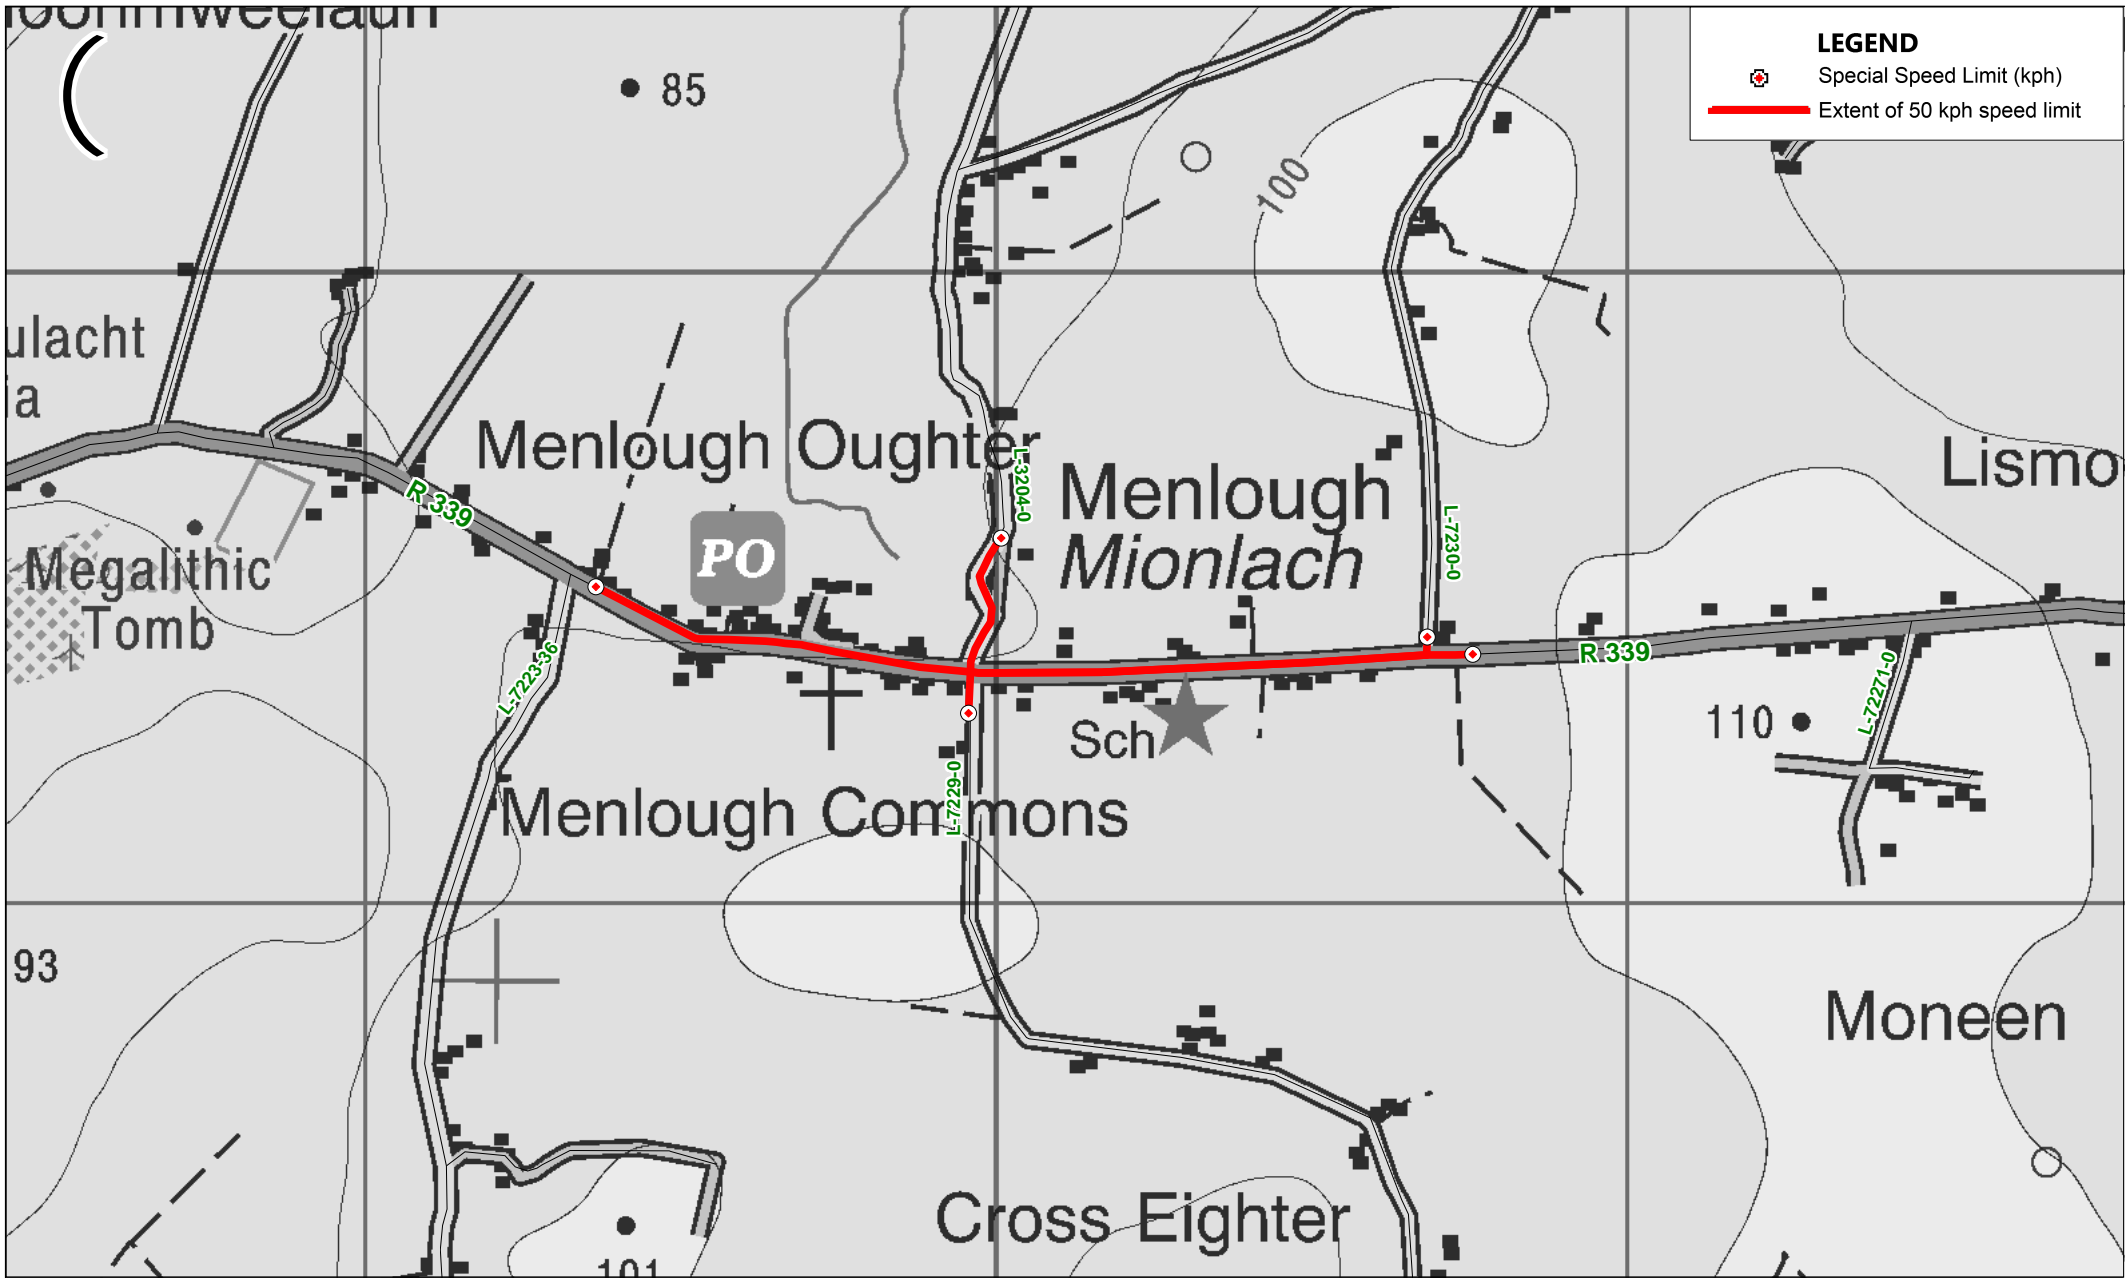 LEGEND
Special Speed Limit (kph)
Extent of 50 kph speed limit
85
100
ulacht
ia
Menlough Oughter
L-3204-0
Menlough
Mionlach
Lismo
R 339
L-7230-0
PO
Megalithic
Tomb
L-7223-36
R 339
L-72271-0
110
Sch
L-7229-0
Menlough Commons
93
Moneen
Cross Eighter
101